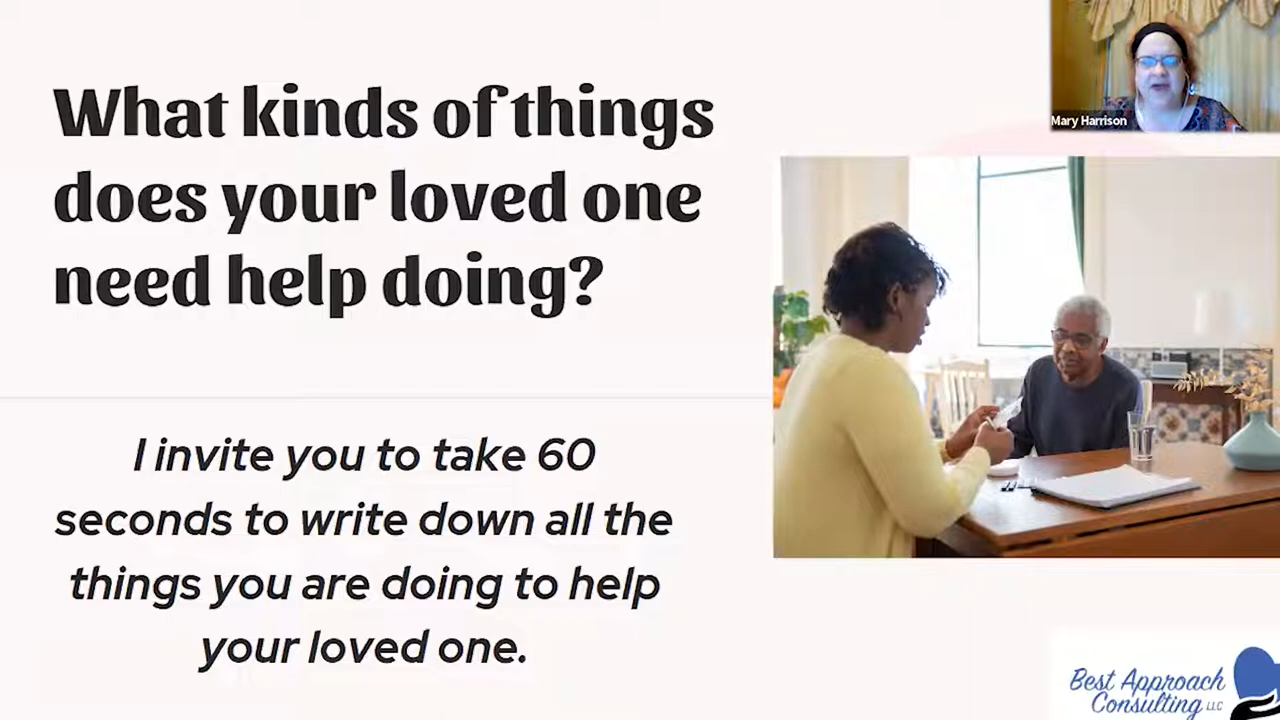 What kinds of things
does your loved one
need help doing?
I invite you to take 60
seconds to write down all the
things you are doing to help
your loved one.
Mary Harrison
Best Approach
Consulting LLC